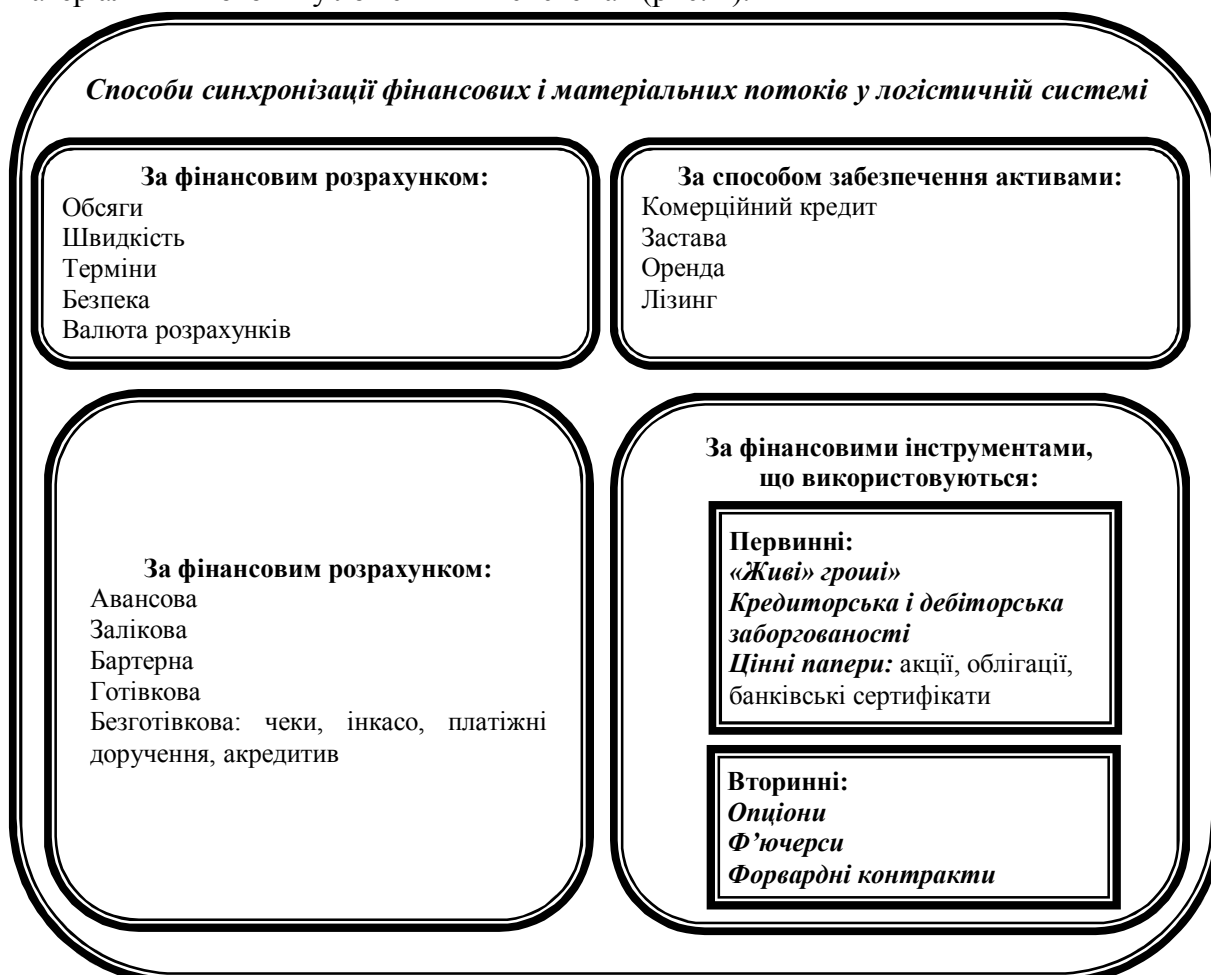 Способи синхронізації фінансових і матеріальних потоків у логістичній системі
За фінансовим розрахунком:
Обсяги
Швидкість
Терміни
Безпека
Валюта розрахунків
За способом забезпечення активами:
Комерційний кредит
Застава
Оренда
Лізинг
За фінансовим розрахунком:
Авансова
Залікова
Бартерна
Готівкова
Безготівкова: чеки, інкасо, платіжні
доручення, акредитив
За фінансовими інструментами,
що використовуються:
Первинні:
«Живі» гроші»
Кредиторська і дебіторська
заборгованості
Цінні папери: акції, облігації,
банківські сертифікати
Вторинні:
Опціони
Ф’ючерси
Форвардні контракти